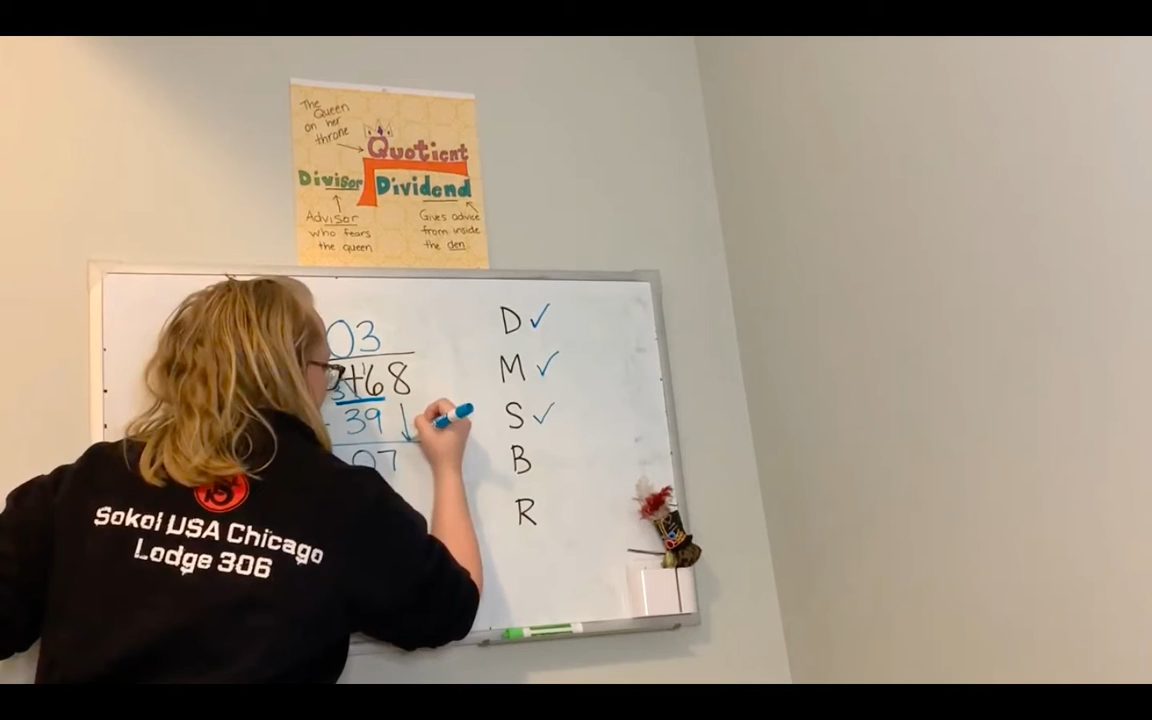 The
Queen
on her
throne
Quotient
Divisor Dividend
Advisor
who fears
the queen
Gives advice
from inside
the den
03
468
- 39
07
D ✓
M ✓
S ✓
B
R
Sokol USA Chicago
Lodge 306